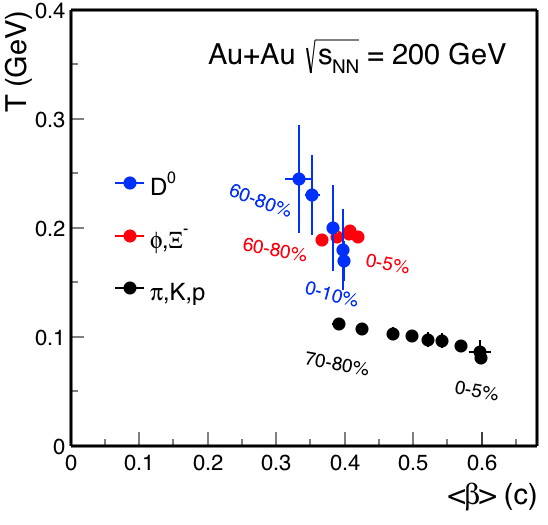 T (GeV)
0.4
0.3
0.2
0.1
0
Au+Au √sNN = 200 GeV
D0
ϕ,Ξ-
π,K,p
60-80%
60-80%
0-5%
0-10%
70-80%
0-5%
0 0.1 0.2 0.3 0.4 0.5 0.6
<β> (c)